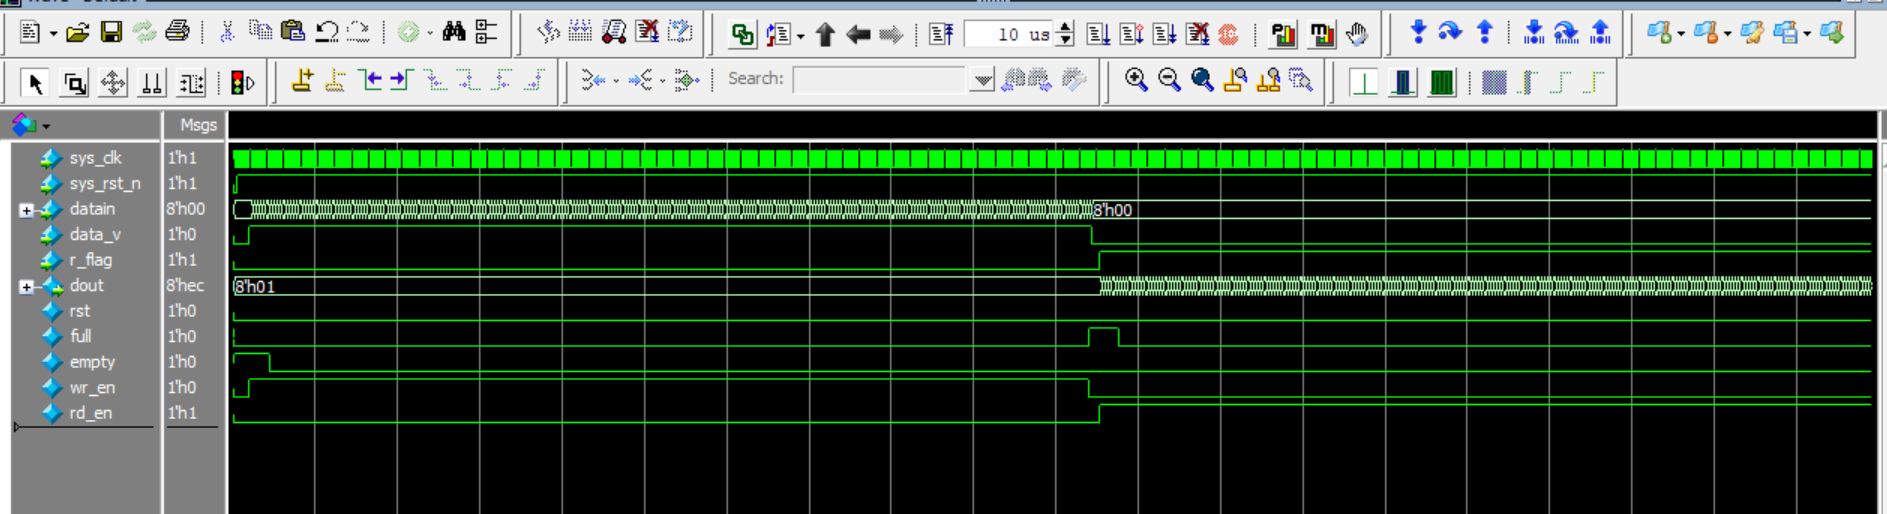 10 us
Search:
Msgs
sys_clk 1'h1
sys_rst_n 1'h1
datain 8'h00 8'h00
data_v 1'h0
r_flag 1'h1
dout 8'hec 8'h01
rst 1'h0
full 1'h0
empty 1'h0
wr_en 1'h0
rd_en 1'h1